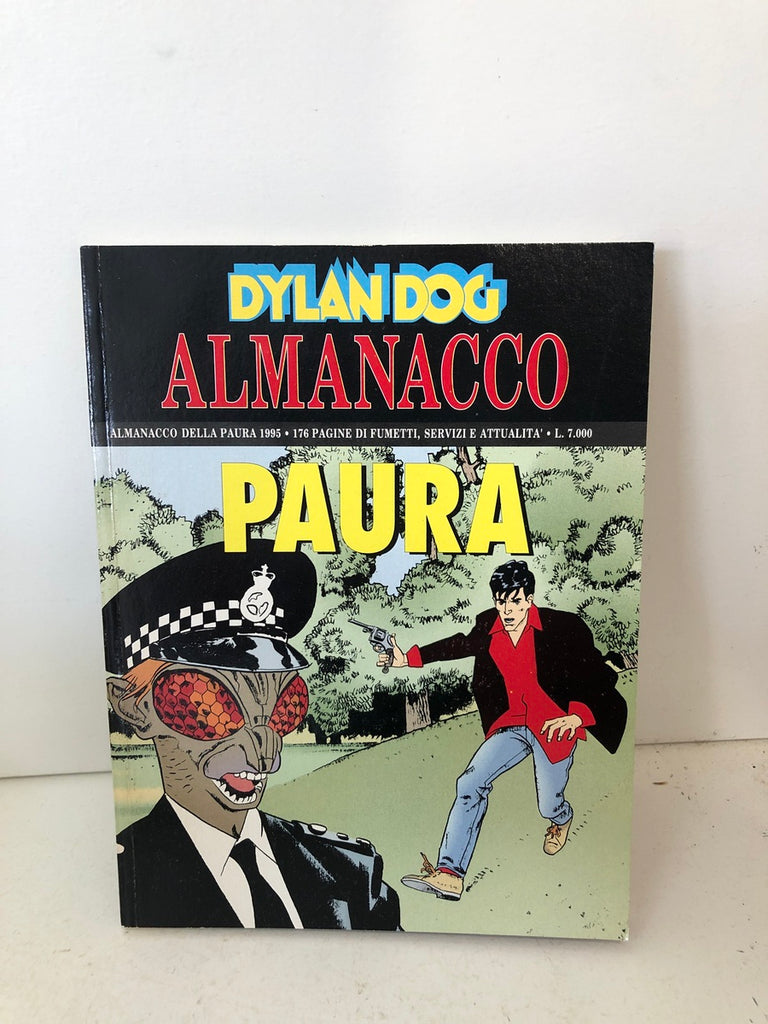 DYLAN DOG
ALMANACCO
ALMANACCO DELLA PAURA 1995 • 176 PAGINE DI FUMETTI, SERVIZI E ATTUALITA' • L. 7.000
PAURA